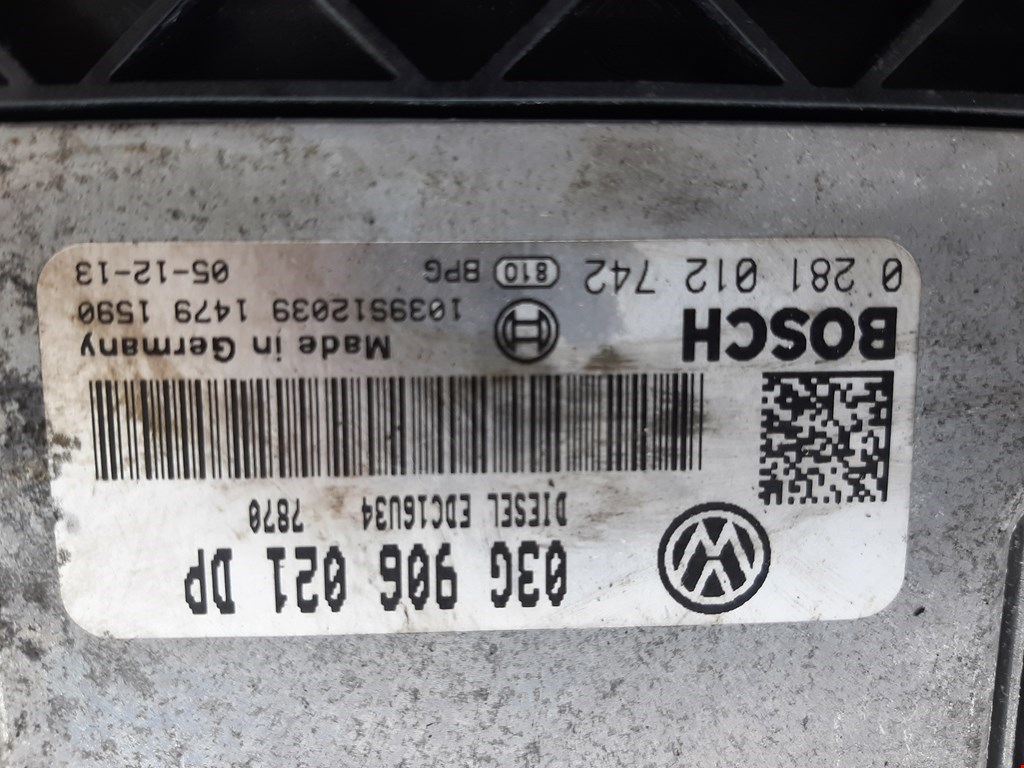 03G 906 021 DP
DIESEL EDC16U34 7870
BOSCH
Made in Germany
1039S12039 1479 1590
0 281 012 742 810 BPG 05-12-13